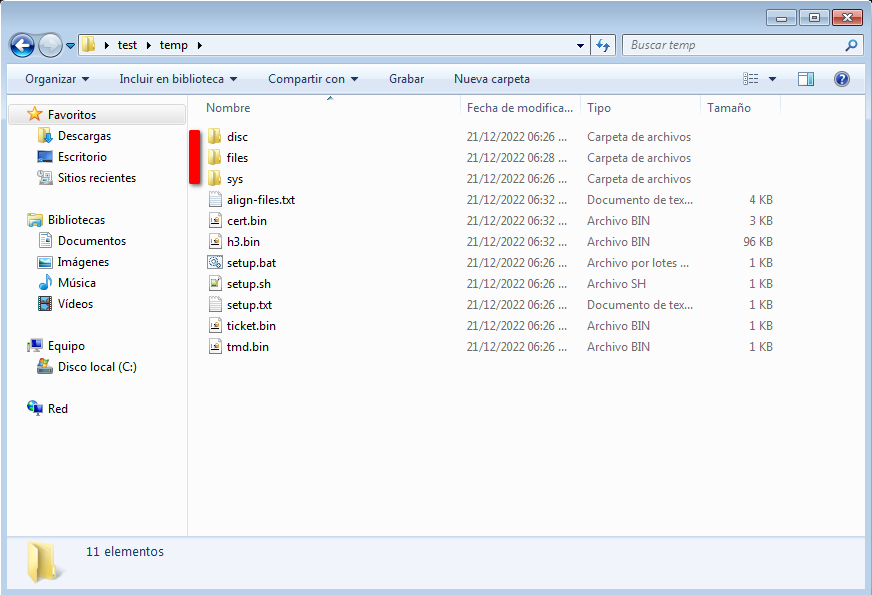 test temp
Buscar temp
Organizar Incluir en biblioteca Compartir con Grabar Nueva carpeta
Favoritos
Descargas
Escritorio
Sitios recientes
Bibliotecas
Documentos
Imágenes
Música
Vídeos
Equipo
Disco local (C:)
Red
Nombre Fecha de modifica... Tipo Tamaño
disc 21/12/2022 06:26 ... Carpeta de archivos
files 21/12/2022 06:28 ... Carpeta de archivos
sys 21/12/2022 06:26 ... Carpeta de archivos
align-files.txt 21/12/2022 06:32 ... Documento de tex... 4 KB
cert.bin 21/12/2022 06:32 ... Archivo BIN 3 KB
h3.bin 21/12/2022 06:32 ... Archivo BIN 96 KB
setup.bat 21/12/2022 06:26 ... Archivo por lotes ... 1 KB
setup.sh 21/12/2022 06:26 ... Archivo SH 1 KB
setup.txt 21/12/2022 06:26 ... Documento de tex... 1 KB
ticket.bin 21/12/2022 06:26 ... Archivo BIN 1 KB
tmd.bin 21/12/2022 06:26 ... Archivo BIN 1 KB
11 elementos